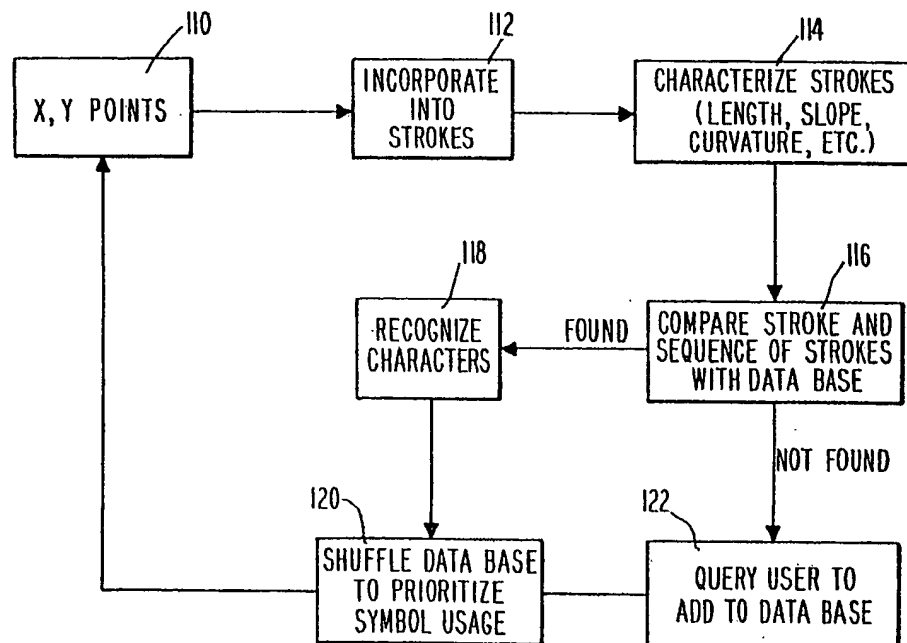 110
X, Y POINTS
112
INCORPORATE
INTO
STROKES
114
CHARACTERIZE STROKES
(LENGTH, SLOPE,
CURVATURE, ETC.)
116
COMPARE STROKE AND
SEQUENCE OF STROKES
WITH DATA BASE
FOUND
118
RECOGNIZE
CHARACTERS
NOT FOUND
120
SHUFFLE DATA BASE
TO PRIORITIZE
SYMBOL USAGE
122
QUERY USER TO
ADD TO DATA BASE